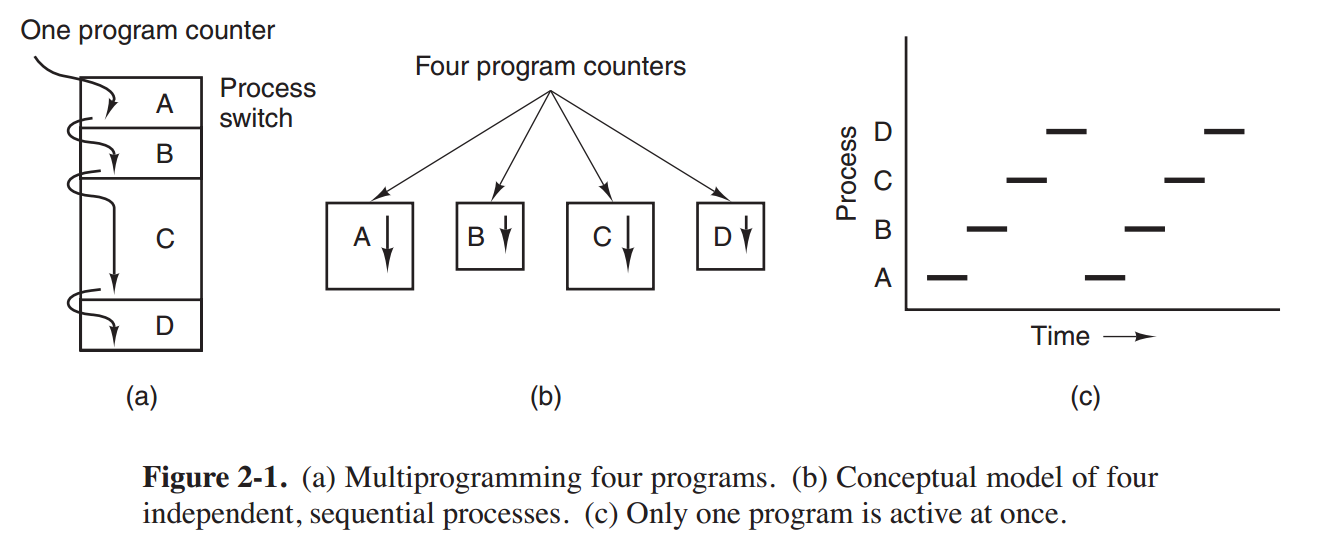 One program counter
A
B
C
D
Process
switch
(a)
Four program counters
A
B
C
D
(b)
Process
D
C
B
A
Time
(c)
Figure 2-1. (a) Multiprogramming four programs. (b) Conceptual model of four
independent, sequential processes. (c) Only one program is active at once.